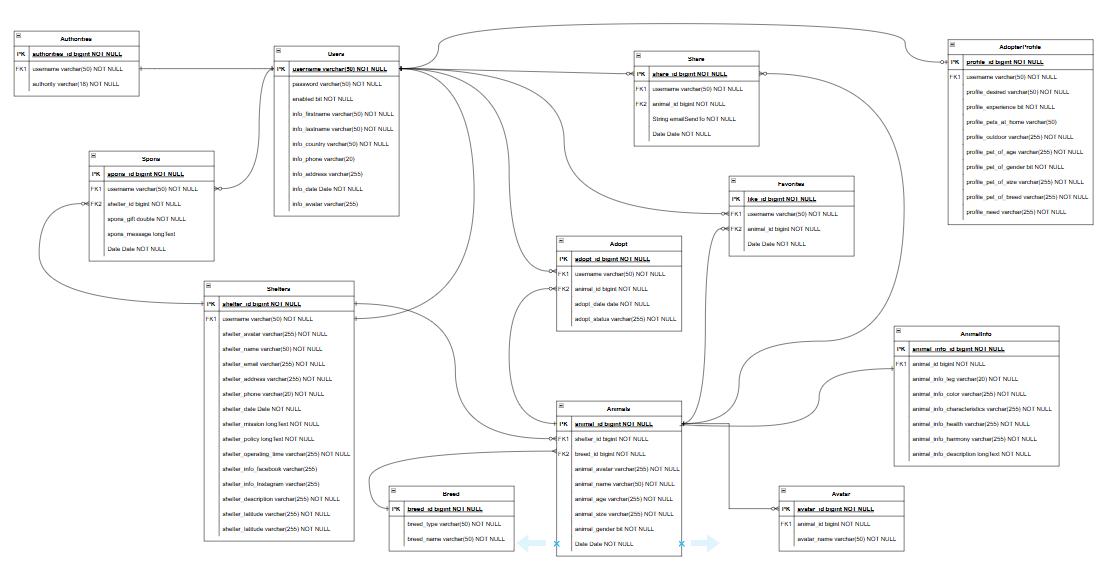 Authorities
PK authorities_id bigint NOT NULL
FK1 username varchar(50) NOT NULL
authority varchar(16) NOT NULL
Users
PK username varchar(50) NOT NULL
password varchar(50) NOT NULL
enabled bit NOT NULL
info_firstname varchar(50) NOT NULL
info_lastname varchar(50) NOT NULL
info_country varchar(50) NOT NULL
info_phone varchar(20)
info_address varchar(255)
info_date Date NOT NULL
info_avatar varchar(255)
Share
PK share_id bigint NOT NULL
FK1 username varchar(50) NOT NULL
FK2 animal_id bigint NOT NULL
String emailSendTo NOT NULL
Date Date NOT NULL
AdopterProfile
PK profile_id bigint NOT NULL
FK1 username varchar(50) NOT NULL
profile_desired varchar(50) NOT NULL
profile_experience bit NOT NULL
profile_pets_at_home varchar(50)
profile_outdoor varchar(255) NOT NULL
profile_pet_of_age varchar(255) NOT NULL
profile_pet_of_gender bit NOT NULL
profile_pet_of_size varchar(255) NOT NULL
profile_pet_of_breed varchar(255) NOT NULL
profile_need varchar(255) NOT NULL
Spons
PK spons_id bigint NOT NULL
FK1 username varchar(50) NOT NULL
FK2 shelter_id bigint NOT NULL
spons_gift double NOT NULL
spons_message longText
Date Date NOT NULL
Favorites
PK like_id bigint NOT NULL
FK1 username varchar(50) NOT NULL
FK2 animal_id bigint NOT NULL
Date Date NOT NULL
Adopt
PK adopt_id bigint NOT NULL
FK1 username varchar(50) NOT NULL
FK2 animal_id bigint NOT NULL
adopt_date date NOT NULL
adopt_status varchar(255) NOT NULL
Shelters
PK shelter_id bigint NOT NULL
FK1 username varchar(50) NOT NULL
shelter_avatar varchar(255) NOT NULL
shelter_name varchar(50) NOT NULL
shelter_email varchar(255) NOT NULL
shelter_address varchar(255) NOT NULL
shelter_phone varchar(20) NOT NULL
shelter_date Date NOT NULL
shelter_mission longText NOT NULL
shelter_policy longText NOT NULL
shelter_operating_time varchar(255) NOT NULL
shelter_info_facebook varchar(255)
shelter_info_Instagram varchar(255)
shelter_description varchar(255) NOT NULL
shelter_latitude varchar(255) NOT NULL
shelter_latitude varchar(255) NOT NULL
AnimalInfo
PK animal_info_id bigint NOT NULL
FK1 animal_id bigint NOT NULL
animal_info_leg varchar(20) NOT NULL
animal_info_color varchar(255) NOT NULL
animal_info_characteristics varchar(255) NOT NULL
animal_info_health varchar(255) NOT NULL
animal_info_harmony varchar(255) NOT NULL
animal_info_description longText NOT NULL
Animals
PK animal_id bigint NOT NULL
FK1 shelter_id bigint NOT NULL
FK2 breed_id bigint NOT NULL
animal_avatar varchar(255) NOT NULL
animal_name varchar(50) NOT NULL
animal_age varchar(255) NOT NULL
animal_size varchar(255) NOT NULL
animal_gender bit NOT NULL
Date Date NOT NULL
Breed
PK breed_id bigint NOT NULL
breed_type varchar(50) NOT NULL
breed_name varchar(50) NOT NULL
Avatar
PK avatar_id bigint NOT NULL
FK1 animal_id bigint NOT NULL
avatar_name varchar(50) NOT NULL